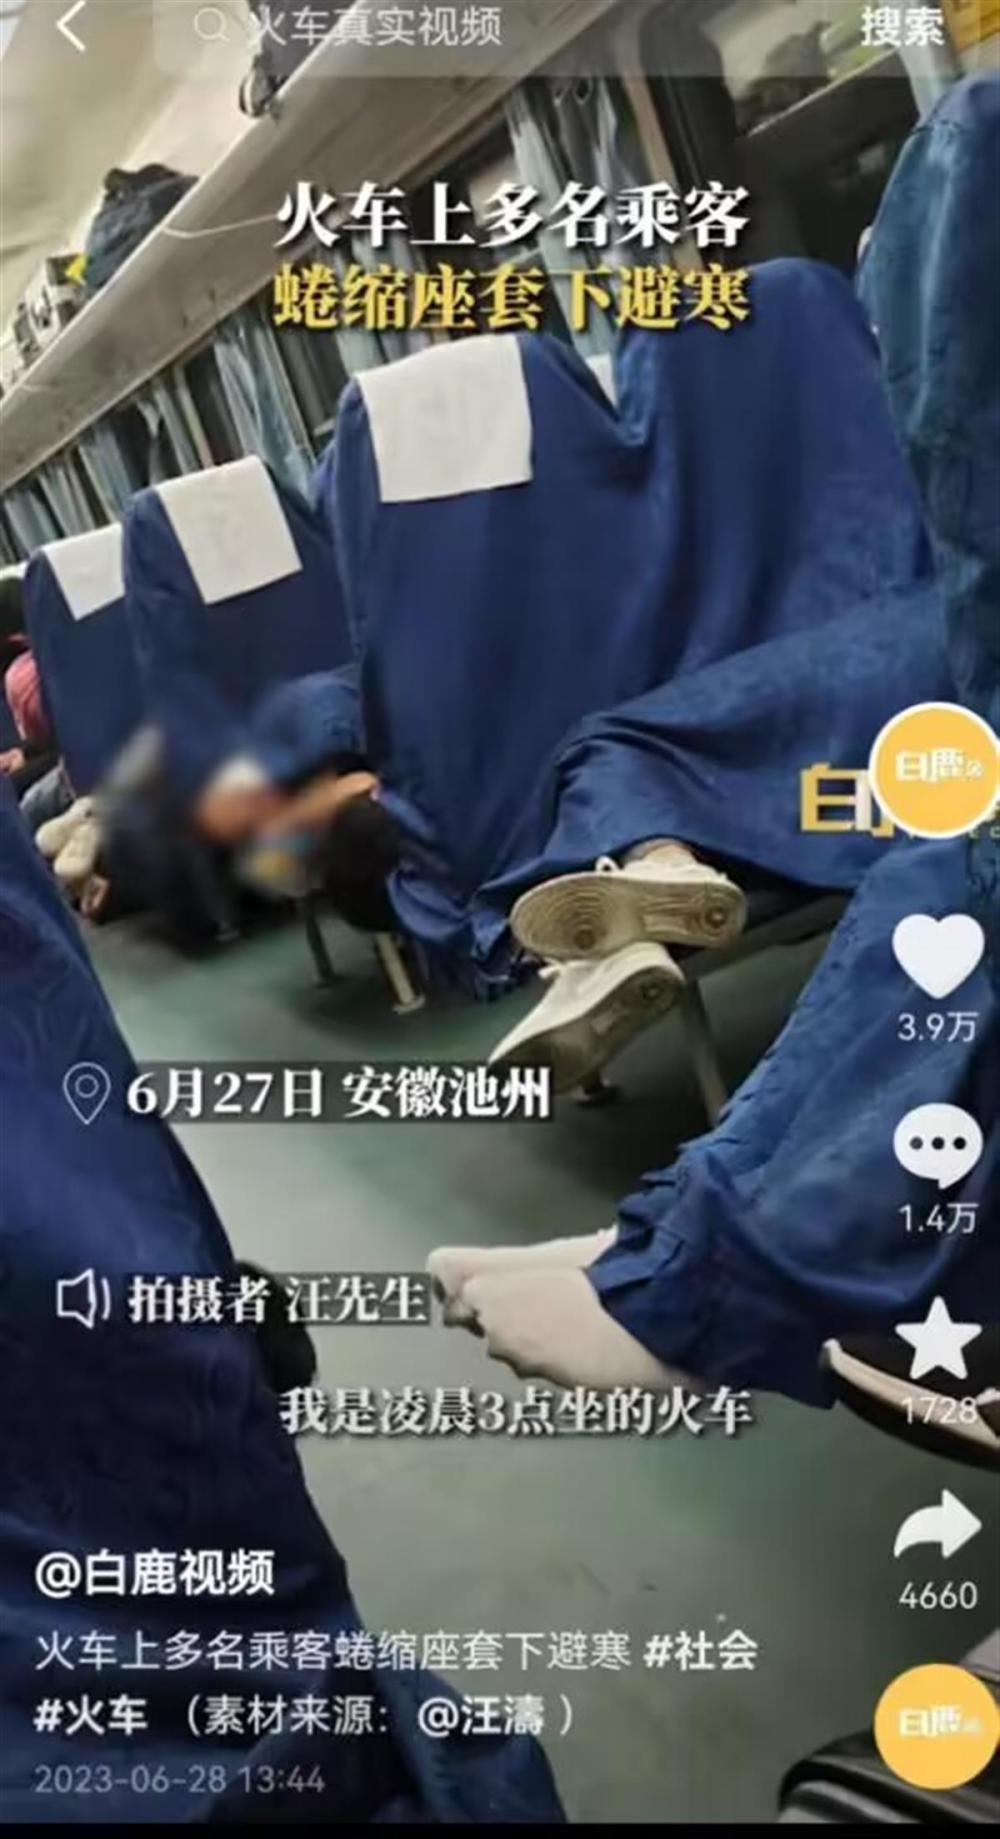 火车真实视频
搜索
火车上多名乘客
蜷缩座套下避寒
白鹿
3.9万
6月27日 安徽池州
1.4万
拍摄者 汪先生
我是凌晨3点坐的火车
1728
@白鹿视频
4660
火车上多名乘客蜷缩座套下避寒 #社会
#火车 （素材来源：@汪濤 ）
白鹿
2023-06-28 13:44